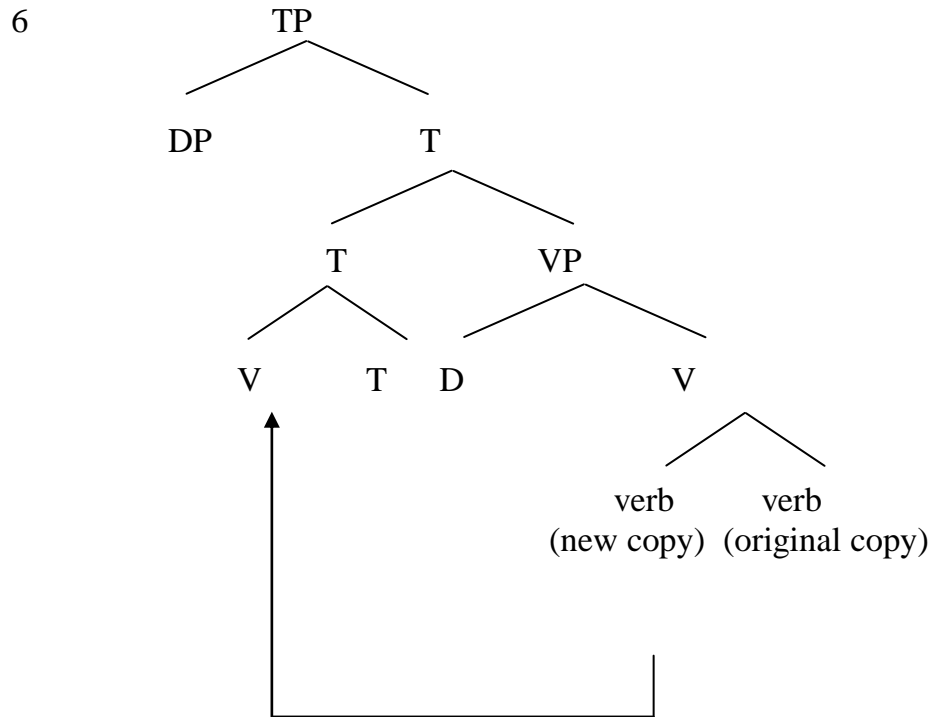 6 TP
DP T
T VP
V T D V
verb verb
(new copy) (original copy)